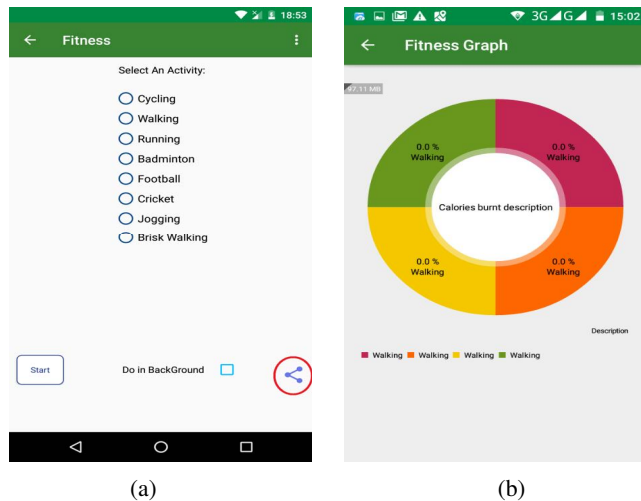 18:53
Fitness
Select An Activity:
Cycling
Walking
Running
Badminton
Football
Cricket
Jogging
Brisk Walking
Start
Do in BackGround
(a)
3G G 15:02
Fitness Graph
97.11 MB
0.0 %
Walking
0.0 %
Walking
Calories burnt description
0.0 %
Walking
0.0 %
Walking
Description
Walking Walking Walking Walking
(b)